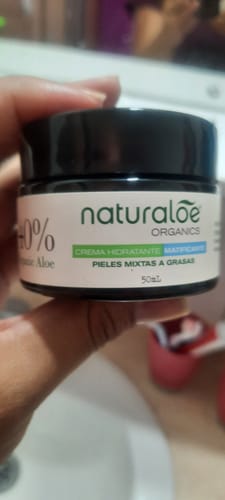 naturaloe®
ORGANICS
CREMA HIDRATANTE MATIFICANTE
PIELES MIXTAS A GRASAS
50mL
0%
Aloe